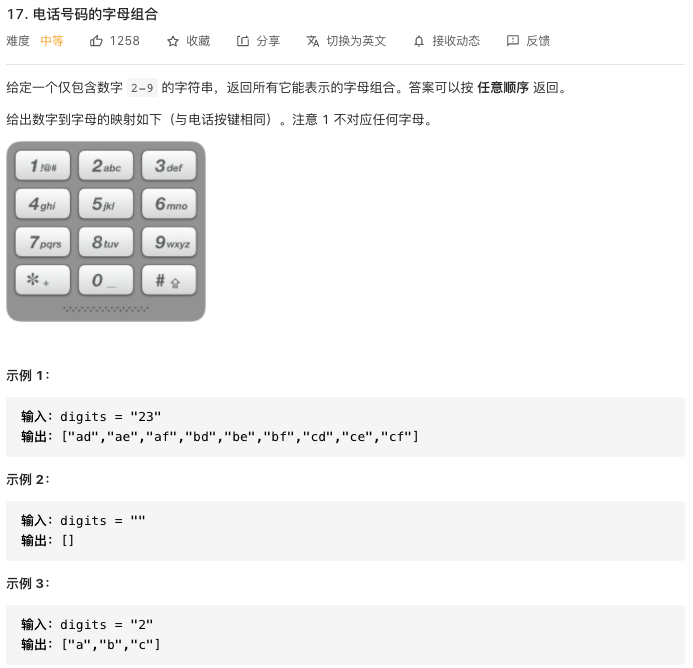 17. 电话号码的字母组合
难度 中等 1258 收藏 分享 切换为英文 接收动态 反馈
给定一个仅包含数字 2-9 的字符串，返回所有它能表示的字母组合。答案可以按 任意顺序 返回。
给出数字到字母的映射如下（与电话按键相同）。注意 1 不对应任何字母。
1 !@# 2 abc 3 def
4 ghi 5 jkl 6 mno
7 pqrs 8 tuv 9 wxyz
* + 0 _ #
示例 1：
输入：digits = "23"
输出：["ad","ae","af","bd","be","bf","cd","ce","cf"]
示例 2：
输入：digits = ""
输出：[]
示例 3：
输入：digits = "2"
输出：["a","b","c"]